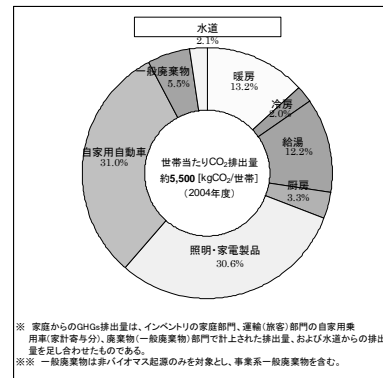 水道
2.1%
暖房
13.2%
冷房
2.0%
給湯
12.2%
厨房
3.3%
照明・家電製品
30.6%
自家用自動車
31.0%
一般廃棄物
5.5%
世帯当たりCO₂排出量
約5,500 [kgCO₂/世帯]
(2004年度)
※ 家庭からのGHGs排出量は、インベントリの家庭部門、運輸(旅客)部門の自家用乗
用車(家計寄与分)、廃棄物(一般廃棄物)部門で計上された排出量、および水道からの排出
量を足し合わせたものである。
※※ 一般廃棄物は非バイオマス起源のみを対象とし、事業系一般廃棄物を含む。